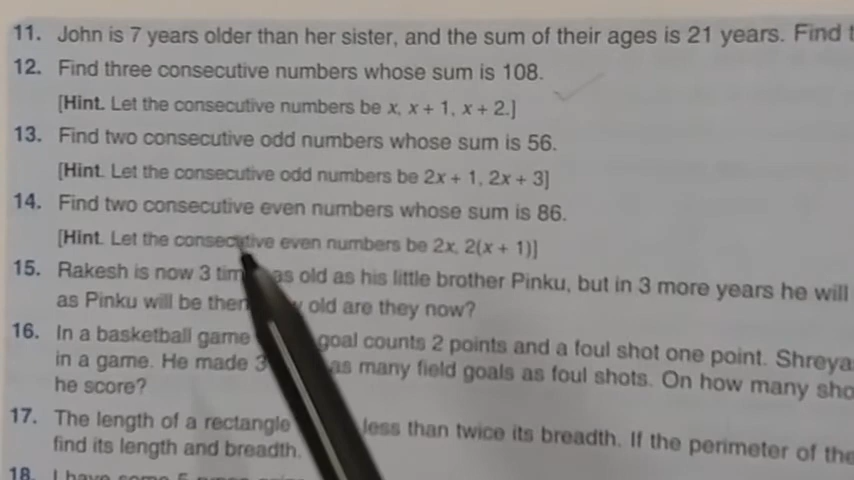 11. John is 7 years older than her sister, and the sum of their ages is 21 years. Find
12. Find three consecutive numbers whose sum is 108.
[Hint. Let the consecutive numbers be x, x + 1, x + 2.]
13. Find two consecutive odd numbers whose sum is 56.
[Hint. Let the consecutive odd numbers be 2x + 1, 2x + 3]
14. Find two consecutive even numbers whose sum is 86.
[Hint. Let the consecutive even numbers be 2x, 2(x + 1)]
15. Rakesh is now 3 as old as his little brother Pinku, but in 3 more years he will
as Pinku will be old are they now?
16. In a basketball game goal counts 2 points and a foul shot one point.
in a game. He made 3 as many field goals as foul shots. On how many
he score?
17. The length of a rectangle less than twice its breadth. If the perimeter of the
find its length and breadth.
18. I have some 5